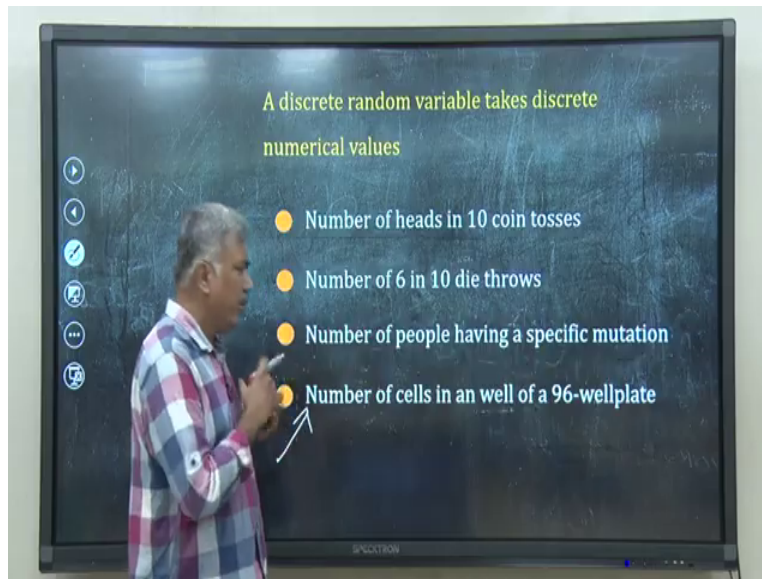 A discrete random variable takes discrete
numerical values
Number of heads in 10 coin tosses
Number of 6 in 10 die throws
Number of people having a specific mutation
Number of cells in an well of a 96-wellplate
SPECKTRON